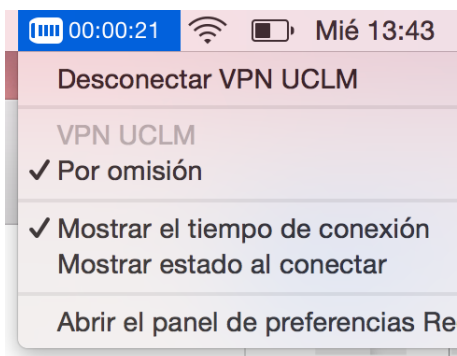 00:00:21 Mié 13:43
Desconectar VPN UCLM
VPN UCLM
✓ Por omisión
✓ Mostrar el tiempo de conexión
Mostrar estado al conectar
Abrir el panel de preferencias Re